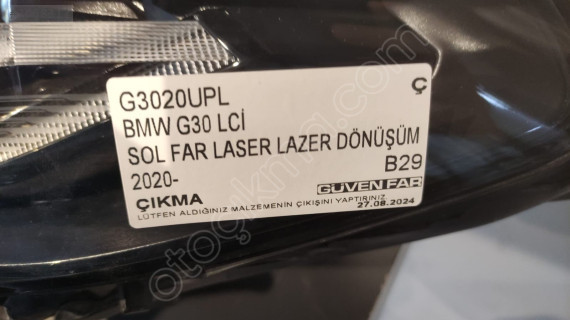 G3020UPL Ç
BMW G30 LCİ
SOL FAR LASER LAZER DÖNÜŞÜM
2020- B29
ÇIKMA GÜVEN FAR
LÜTFEN ALDIĞINIZ MALZEMENİN ÇIKIŞINI YAPTIRINIZ.
27.08.2024
otoçıkma.com